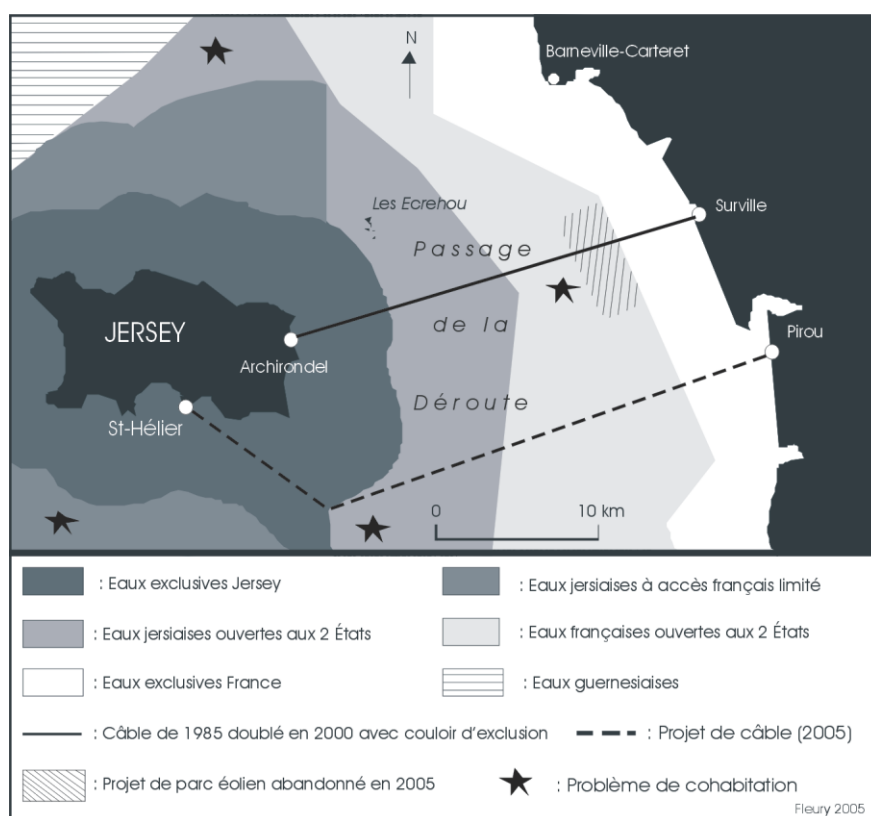 N
Barneville-Carteret
Les Ecrehou
Surville
Passage
de la
Déroute
JERSEY
Archirondel
Pirou
St-Hélier
0 10 km
: Eaux exclusives Jersey
: Eaux jersiaises à accès français limité
: Eaux jersiaises ouvertes aux 2 États
: Eaux françaises ouvertes aux 2 États
: Eaux exclusives France
: Eaux guernesiaises
: Câble de 1985 doublé en 2000 avec couloir d'exclusion
: Projet de câble (2005)
: Projet de parc éolien abandonné en 2005
: Problème de cohabitation
Fleury 2005